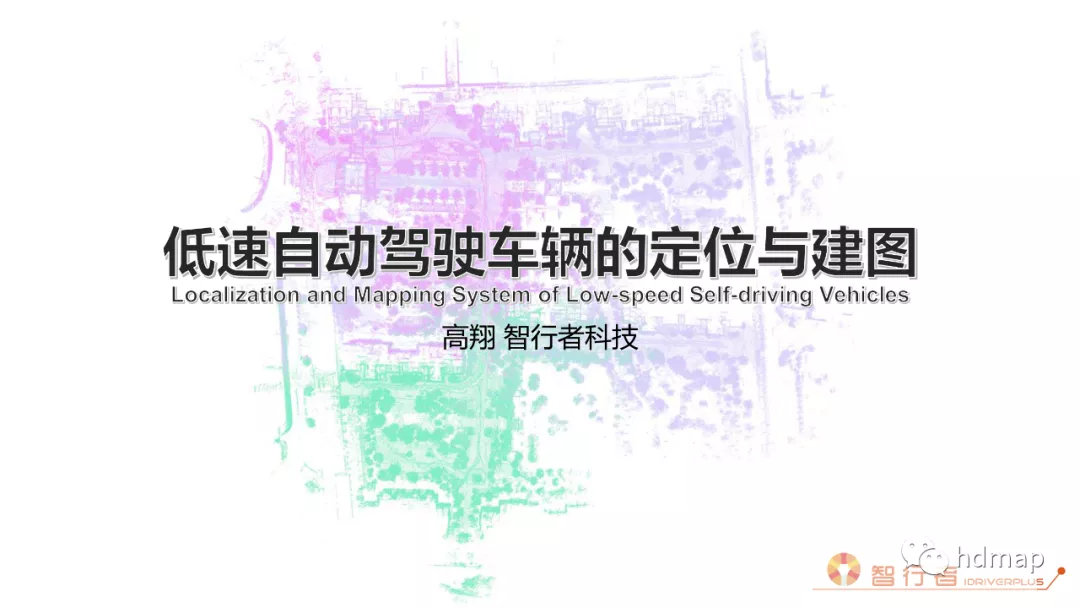 低速自动驾驶车辆的定位与建图
Localization and Mapping System of Low-speed Self-driving Vehicles
高翔 智行者科技
智行者 IDRIVERPLUS
hdmap